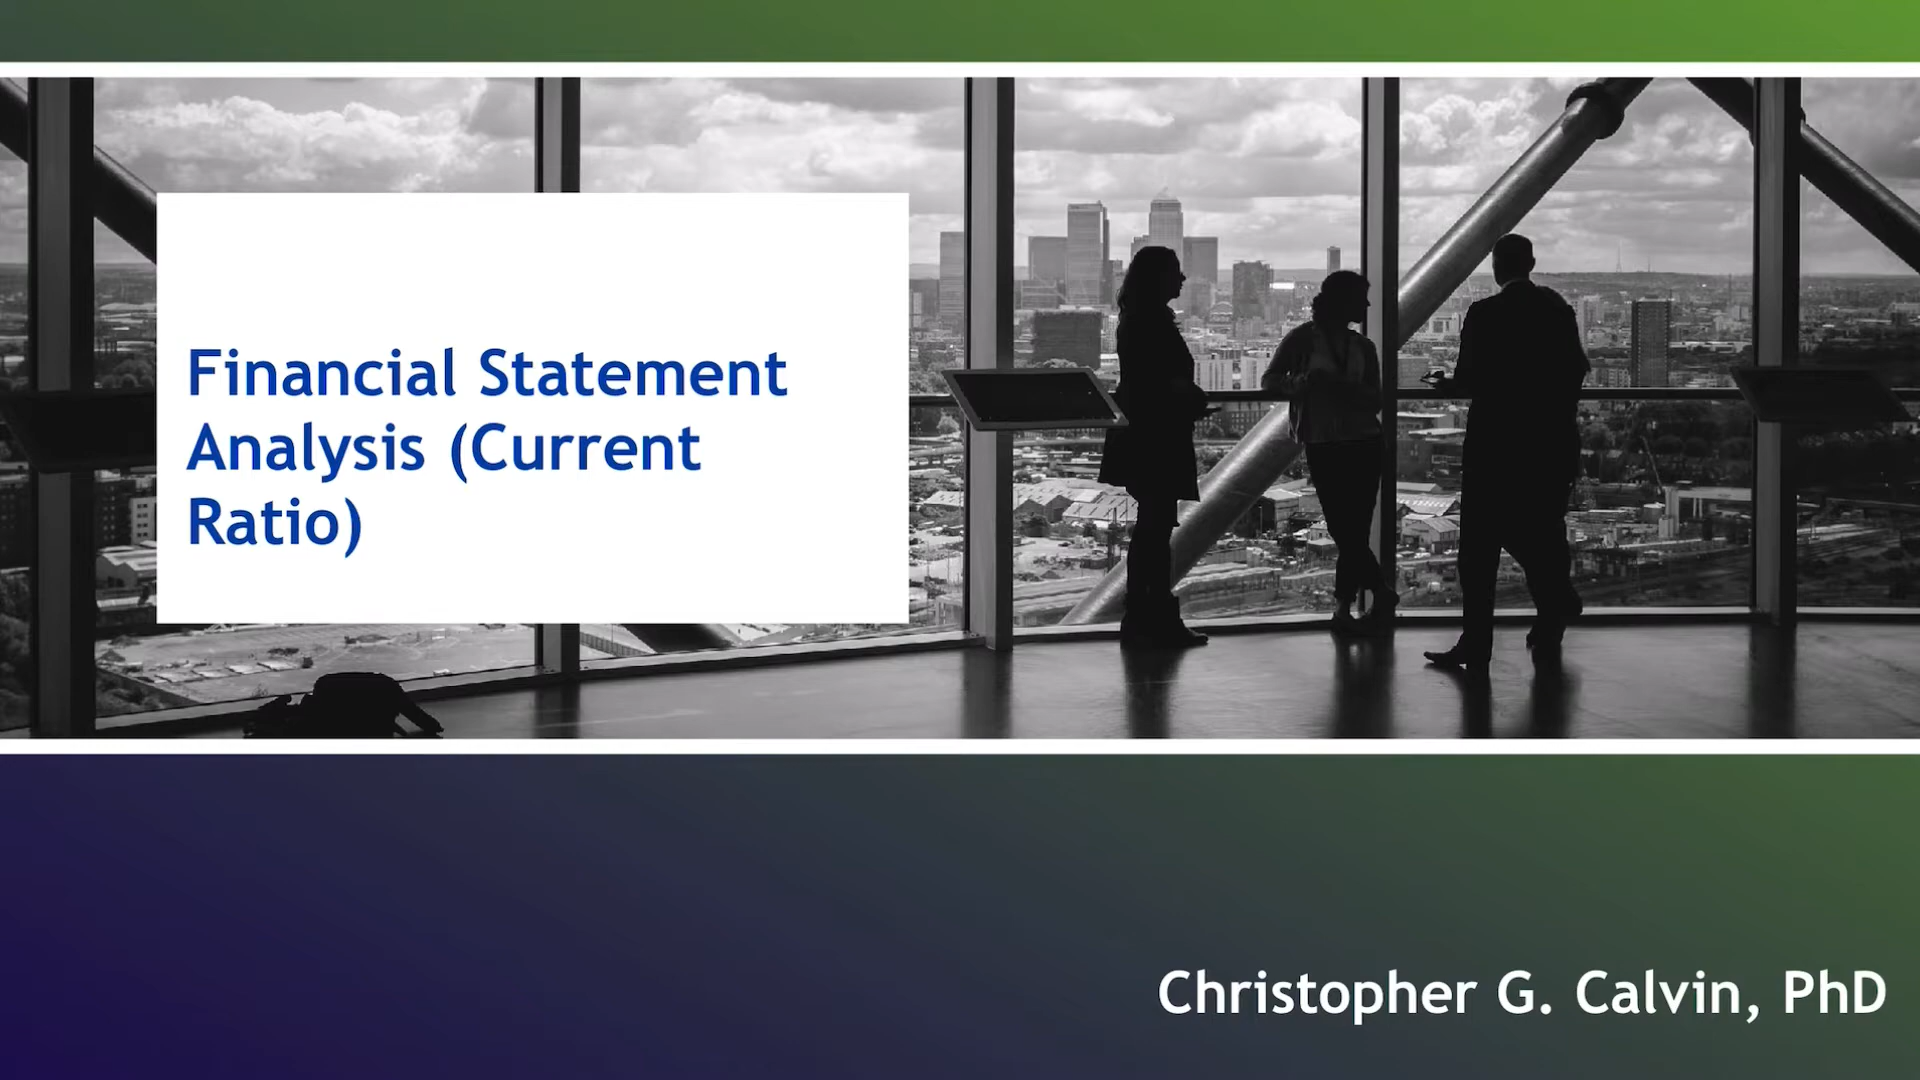 Financial Statement
Analysis (Current
Ratio)
Christopher G. Calvin, PhD